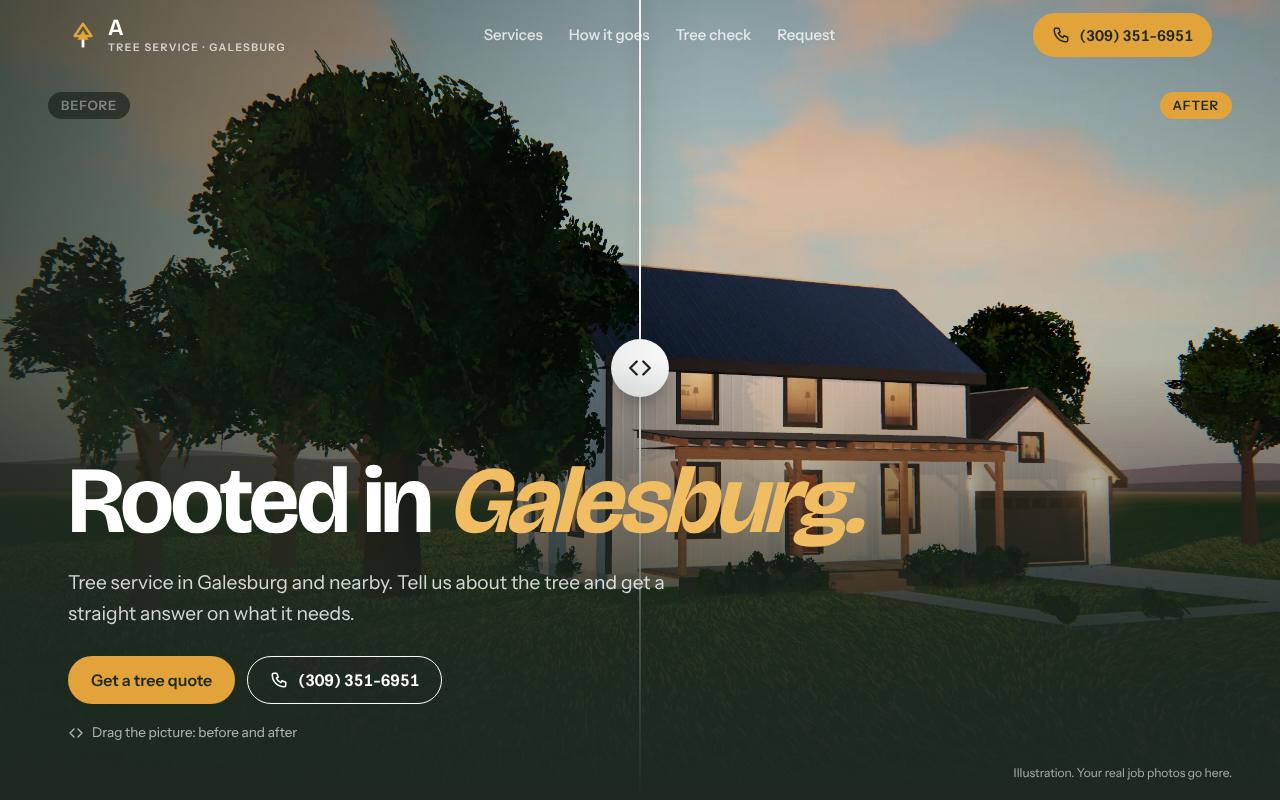 A
TREE SERVICE · GALESBURG
Services
How it goes
Tree check
Request
(309) 351-6951
BEFORE
AFTER
Rooted in Galesburg.
Tree service in Galesburg and nearby. Tell us about the tree and get a
straight answer on what it needs.
Get a tree quote
(309) 351-6951
Drag the picture: before and after
Illustration. Your real job photos go here.